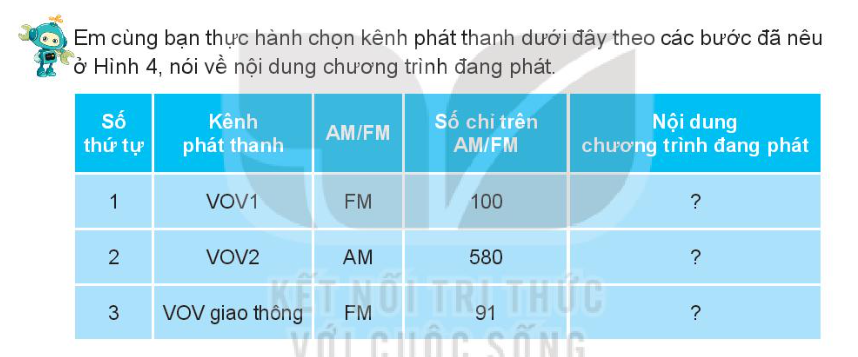 Em cùng bạn thực hành chọn kênh phát thanh dưới đây theo các bước đã nêu
ở Hình 4, nói về nội dung chương trình đang phát.
Số thứ tự | Kênh phát thanh | AM/FM | Số chỉ trên AM/FM | Nội dung chương trình đang phát
1 | VOV1 | FM | 100 | ?
2 | VOV2 | AM | 580 | ?
3 | VOV giao thông | FM | 91 | ?
KẾT NỐI TRI THỨC
VỚI CUỘC SỐNG